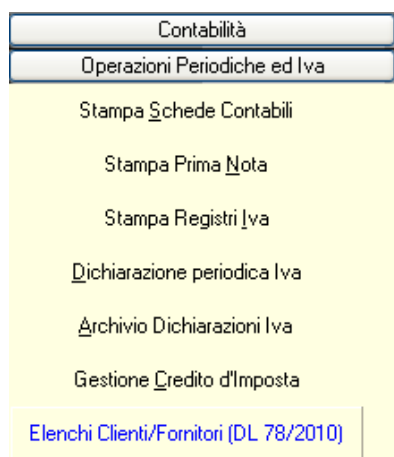 Contabilità
Operazioni Periodiche ed Iva
Stampa Schede Contabili
Stampa Prima Nota
Stampa Registri Iva
Dichiarazione periodica Iva
Archivio Dichiarazioni Iva
Gestione Credito d'Imposta
Elenchi Clienti/Fornitori (DL 78/2010)